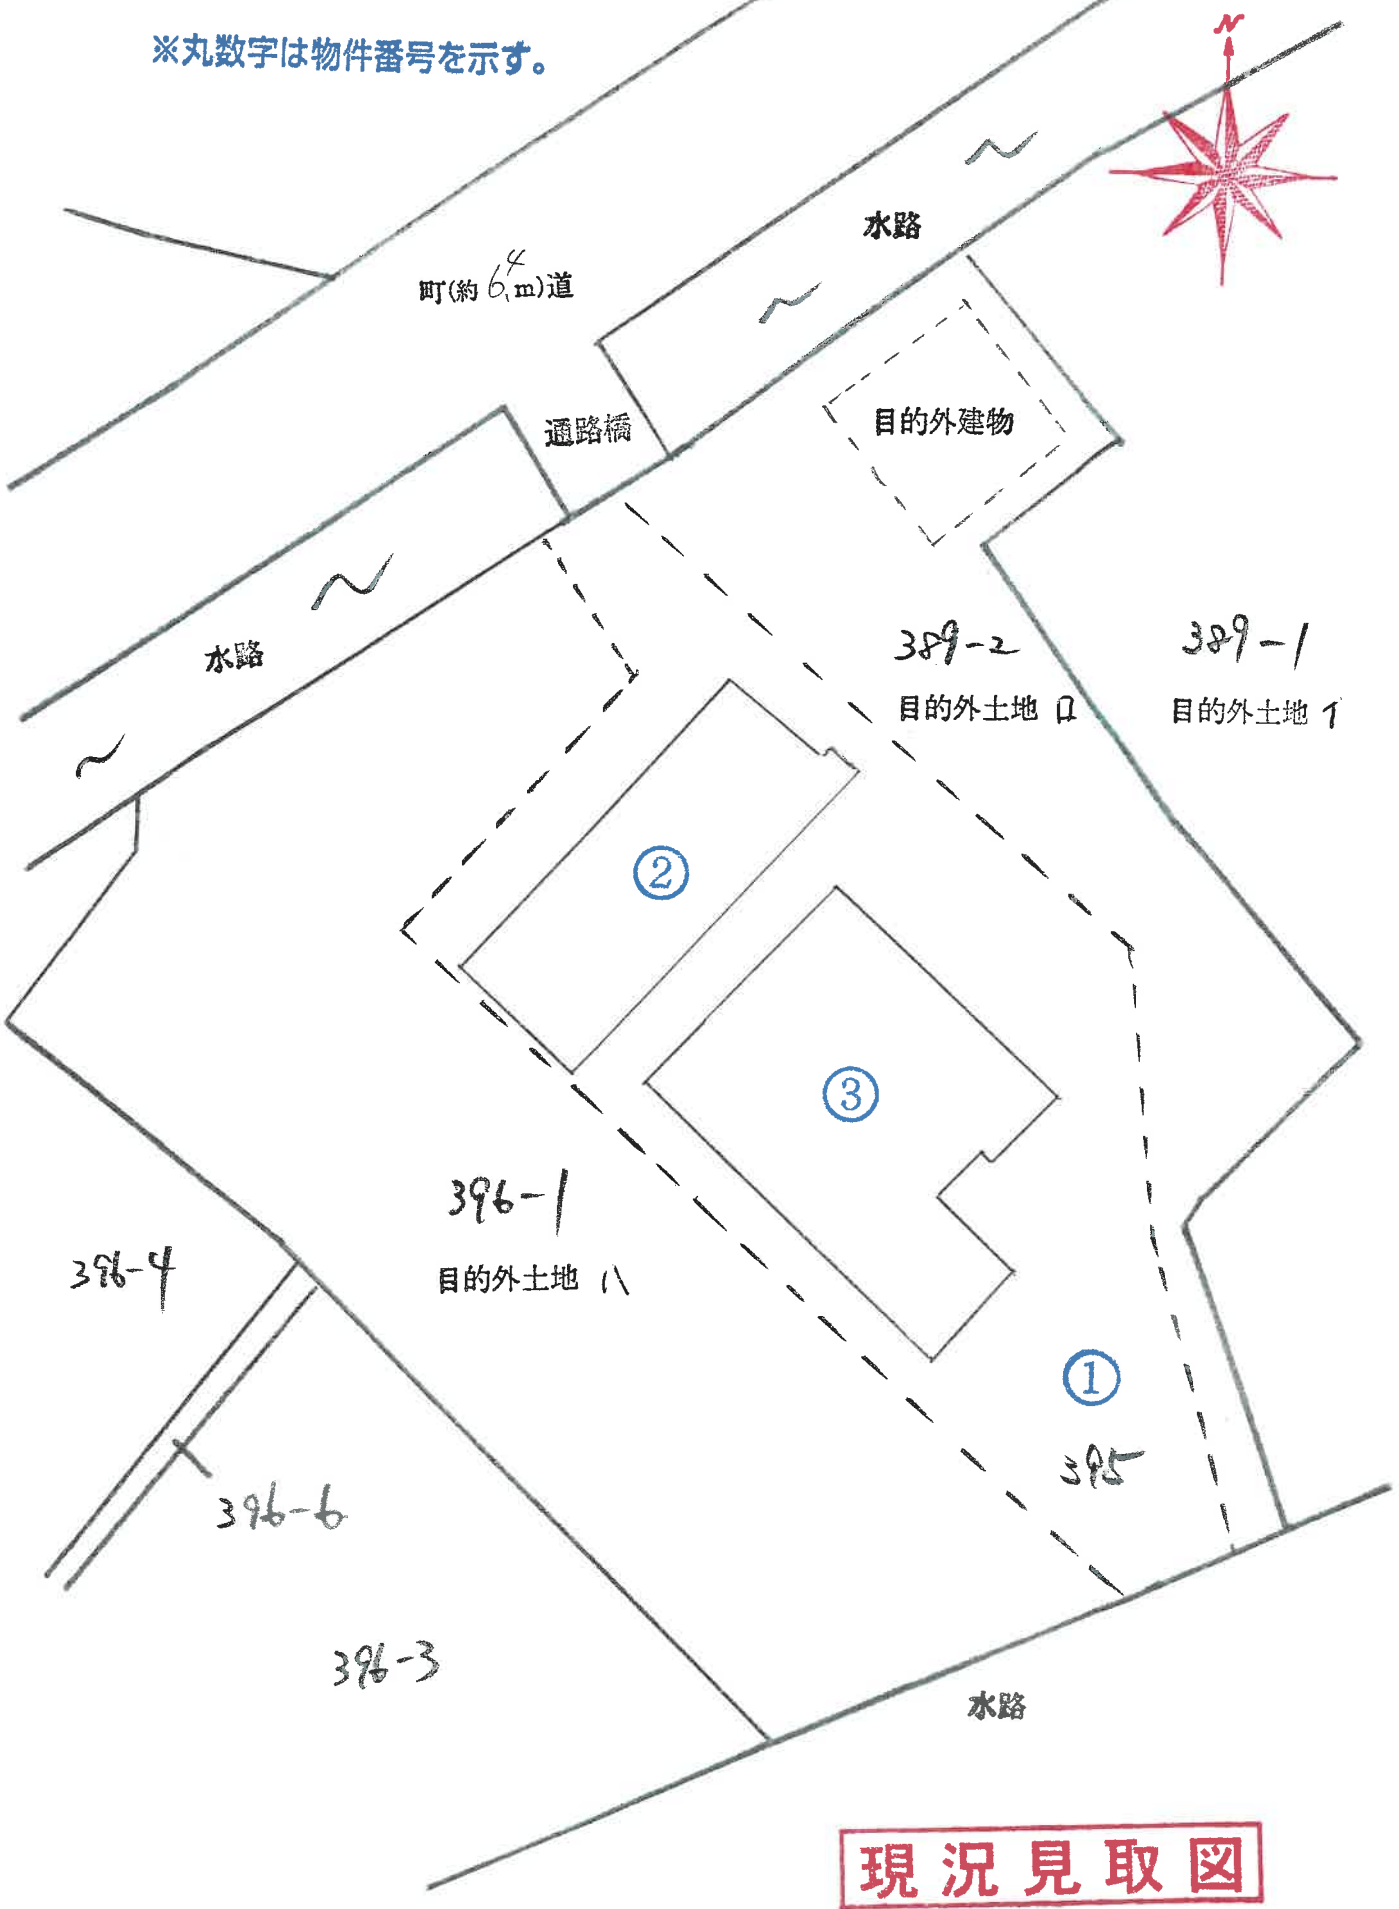 ※丸数字は物件番号を示す。
N
水路
町(約6.4m)道
通路橋
目的外建物
水路
389-2
目的外土地 ロ
389-1
目的外土地 イ
②
③
396-1
目的外土地 ハ
396-4
①
395
396-6
396-3
水路
現況見取図